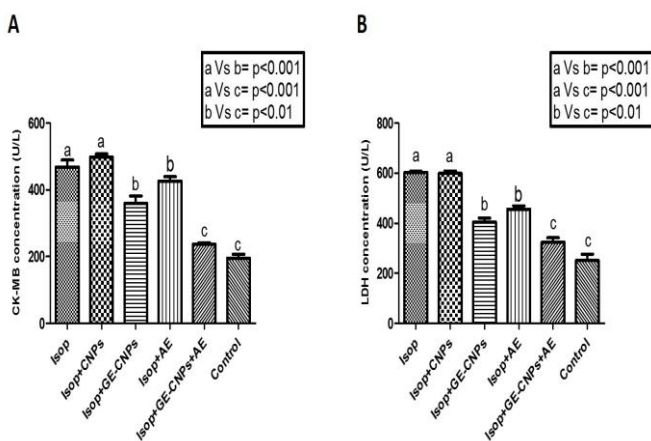 A
a Vs b= p<0.001
a Vs c= p<0.001
b Vs c= p<0.01
CK-MB concentration (U/L)
600
400
200
0
a
a
b
b
c
c
Isop
Isop+CNPs
Isop+GE-CNPs
Isop+AE
Isop+GE-CNPs+AE
Control
B
a Vs b= p<0.001
a Vs c= p<0.001
b Vs c= p<0.01
LDH concentration (U/L)
800
600
400
200
0
a
a
b
b
c
c
Isop
Isop+CNPs
Isop+GE-CNPs
Isop+AE
Isop+GE-CNPs+AE
Control